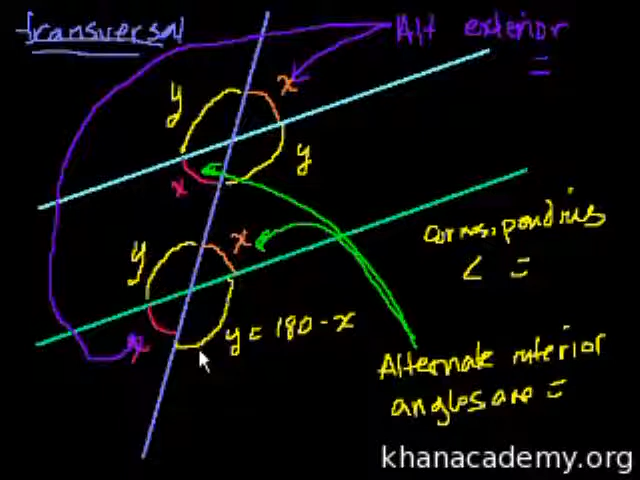 transversal
Alt exterior
=
y
x
y
x
y
x
corresponding
< =
y = 180 - x
x
Alternate interior
angles are =
khanacademy.org